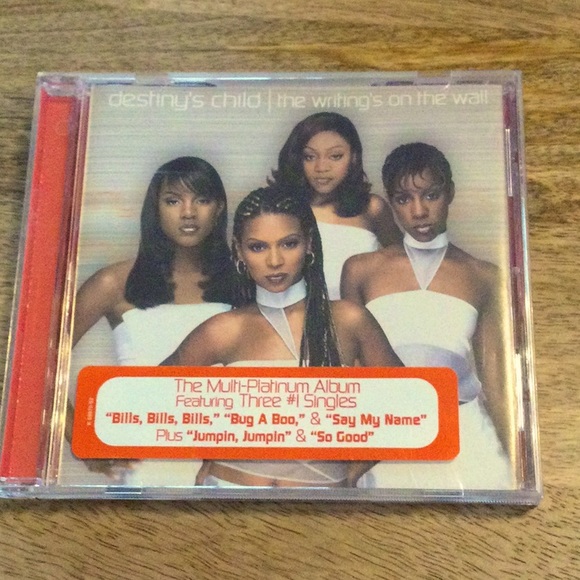 destiny's child | the writing's on the wall
The Multi-Platinum Album
Featuring Three #1 Singles
"Bills, Bills, Bills," "Bug A Boo," & "Say My Name"
Plus "Jumpin, Jumpin" & "So Good"